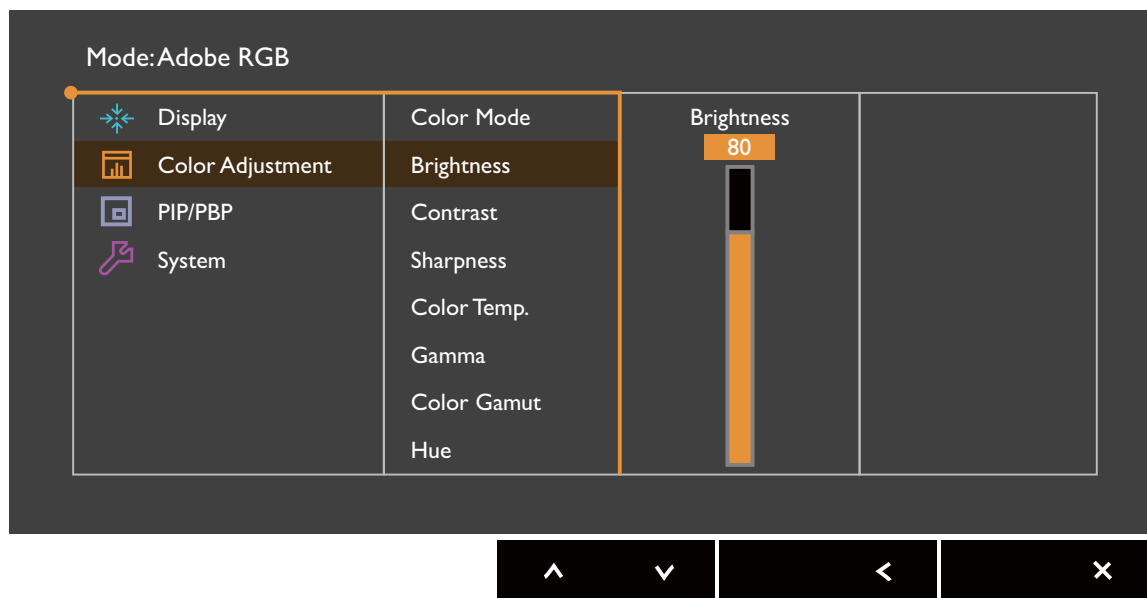 Mode: Adobe RGB
Display
Color Adjustment
PIP/PBP
System
Color Mode
Brightness
Contrast
Sharpness
Color Temp.
Gamma
Color Gamut
Hue
Brightness
80